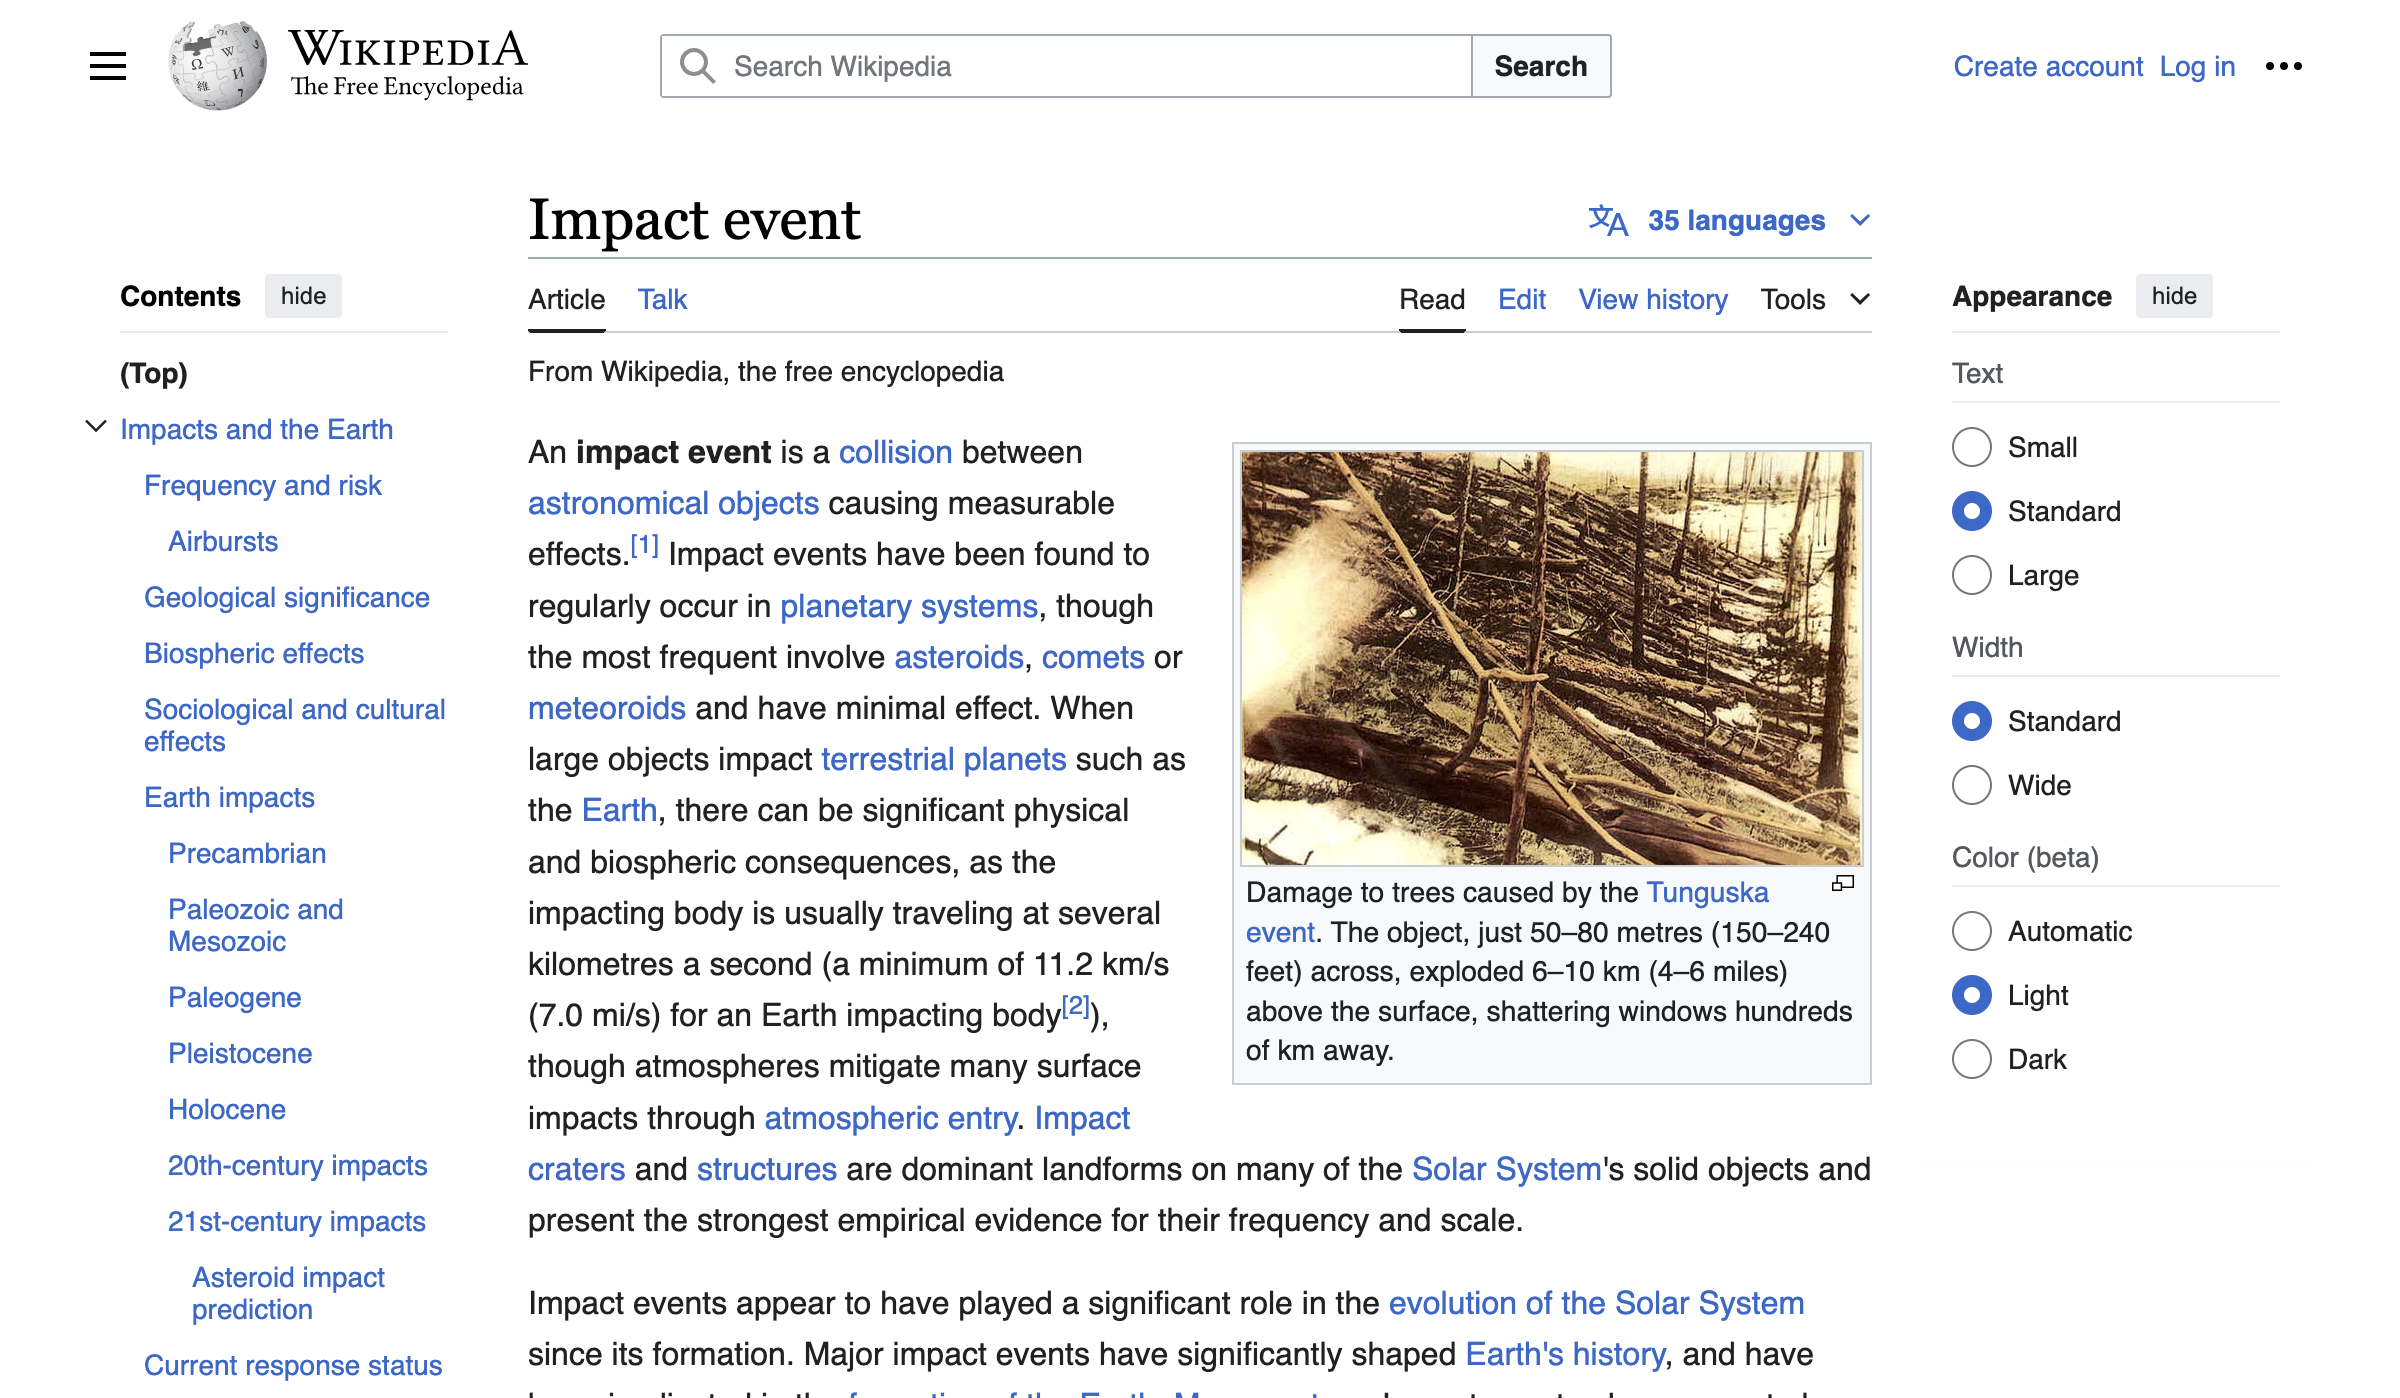 WIKIPEDIA
The Free Encyclopedia
Search Wikipedia
Search
Create account Log in
Impact event
35 languages
Contents hide
(Top)
Impacts and the Earth
Frequency and risk
Airbursts
Geological significance
Biospheric effects
Sociological and cultural
effects
Earth impacts
Precambrian
Paleozoic and
Mesozoic
Paleogene
Pleistocene
Holocene
20th-century impacts
21st-century impacts
Asteroid impact
prediction
Current response status
Article Talk
Read Edit View history Tools
From Wikipedia, the free encyclopedia
An impact event is a collision between
astronomical objects causing measurable
effects.[1] Impact events have been found to
regularly occur in planetary systems, though
the most frequent involve asteroids, comets or
meteoroids and have minimal effect. When
large objects impact terrestrial planets such as
the Earth, there can be significant physical
and biospheric consequences, as the
impacting body is usually traveling at several
kilometres a second (a minimum of 11.2 km/s
(7.0 mi/s) for an Earth impacting body[2]),
though atmospheres mitigate many surface
impacts through atmospheric entry. Impact
craters and structures are dominant landforms on many of the Solar System's solid objects and
present the strongest empirical evidence for their frequency and scale.
Impact events appear to have played a significant role in the evolution of the Solar System
since its formation. Major impact events have significantly shaped Earth's history, and have
Damage to trees caused by the Tunguska
event. The object, just 50–80 metres (150–240
feet) across, exploded 6–10 km (4–6 miles)
above the surface, shattering windows hundreds
of km away.
Appearance hide
Text
Small
Standard
Large
Width
Standard
Wide
Color (beta)
Automatic
Light
Dark